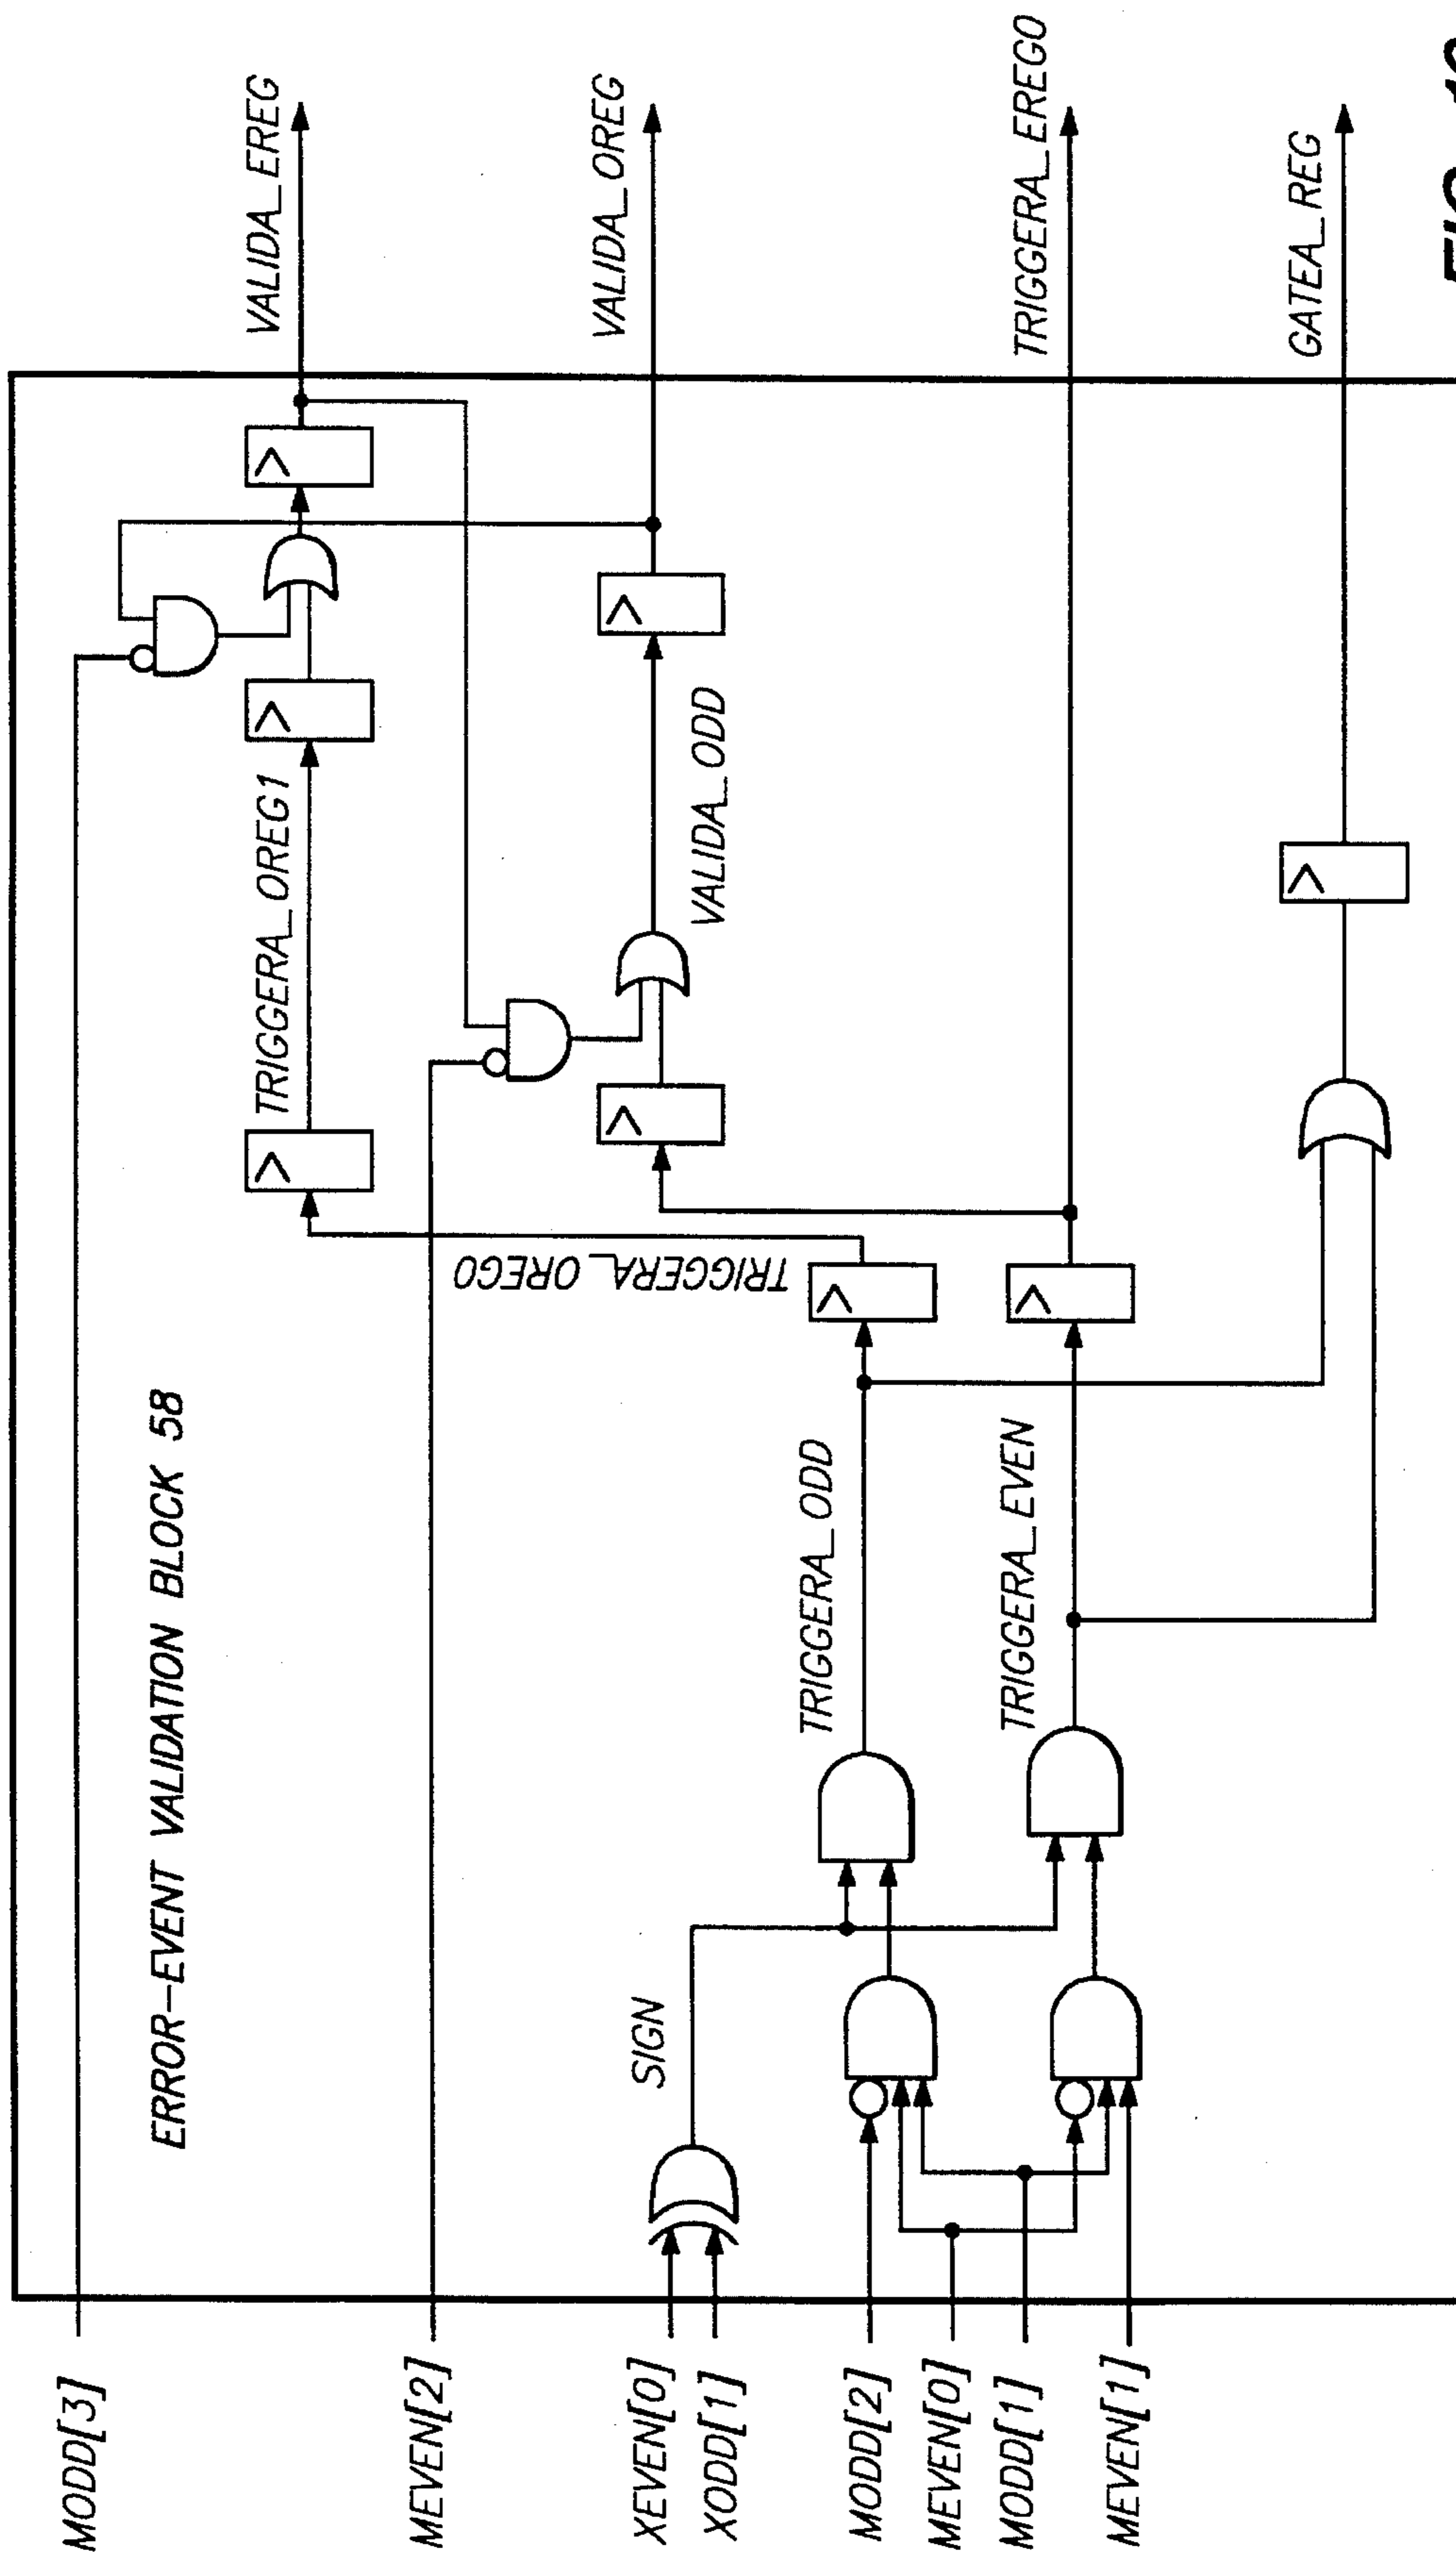 MODD[3]
MEVEN[2]
XEVEN[0]
XODD[1]
MODD[2]
MEVEN[0]
MODD[1]
MEVEN[1]
ERROR-EVENT VALIDATION BLOCK 58
SIGN
TRIGGERA_ODD
TRIGGERA_EVEN
TRIGGERA_OREG0
TRIGGERA_OREG1
VALIDA_ODD
VALIDA_EREG
VALIDA_OREG
TRIGGERA_EREG0
GATEA_REG